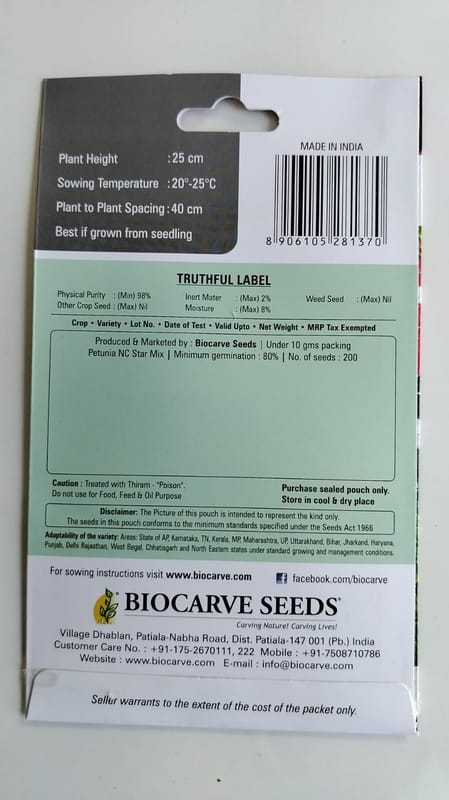 Plant Height : 25 cm
Sowing Temperature : 20°-25°C
Plant to Plant Spacing : 40 cm
Best if grown from seedling
MADE IN INDIA
8 906105 281370
TRUTHFUL LABEL
Physical Purity : (Min) 98% Inert Mater : (Max) 2% Weed Seed : (Max) Nil
Other Crop Seed : (Max) Nil Moisture : (Max) 8%
Crop • Variety • Lot No. • Date of Test • Valid Upto • Net Weight • MRP Tax Exempted
Produced & Marketed by : Biocarve Seeds | Under 10 gms packing
Petunia NC Star Mix | Minimum germination : 80% | No. of seeds : 200
Caution : Treated with Thiram - "Poison".
Do not use for Food, Feed & Oil Purpose
Purchase sealed pouch only.
Store in cool & dry place
Disclaimer: The Picture of this pouch is intended to represent the kind only.
The seeds in this pouch conforms to the minimum standards specified under the Seeds Act 1966
Adaptability of the variety: Areas: State of AP, Karnataka, TN, Kerala, MP, Maharashtra, UP, Uttarakhand, Bihar, Jharkand, Haryana,
Punjab, Delhi Rajasthan, West Begal, Chhatisgarh and North Eastern states under standard growing and management conditions.
For sowing instructions visit www.biocarve.com f facebook.com/biocarve
BIOCARVE SEEDS®
Carving Nature! Carving Lives!
Village Dhablan, Patiala-Nabha Road, Dist. Patiala-147 001 (Pb.) India
Customer Care No. : +91-175-2670111, 222 Mobile : +91-7508710786
Website : www.biocarve.com E-mail : info@biocarve.com
Seller warrants to the extent of the cost of the packet only.